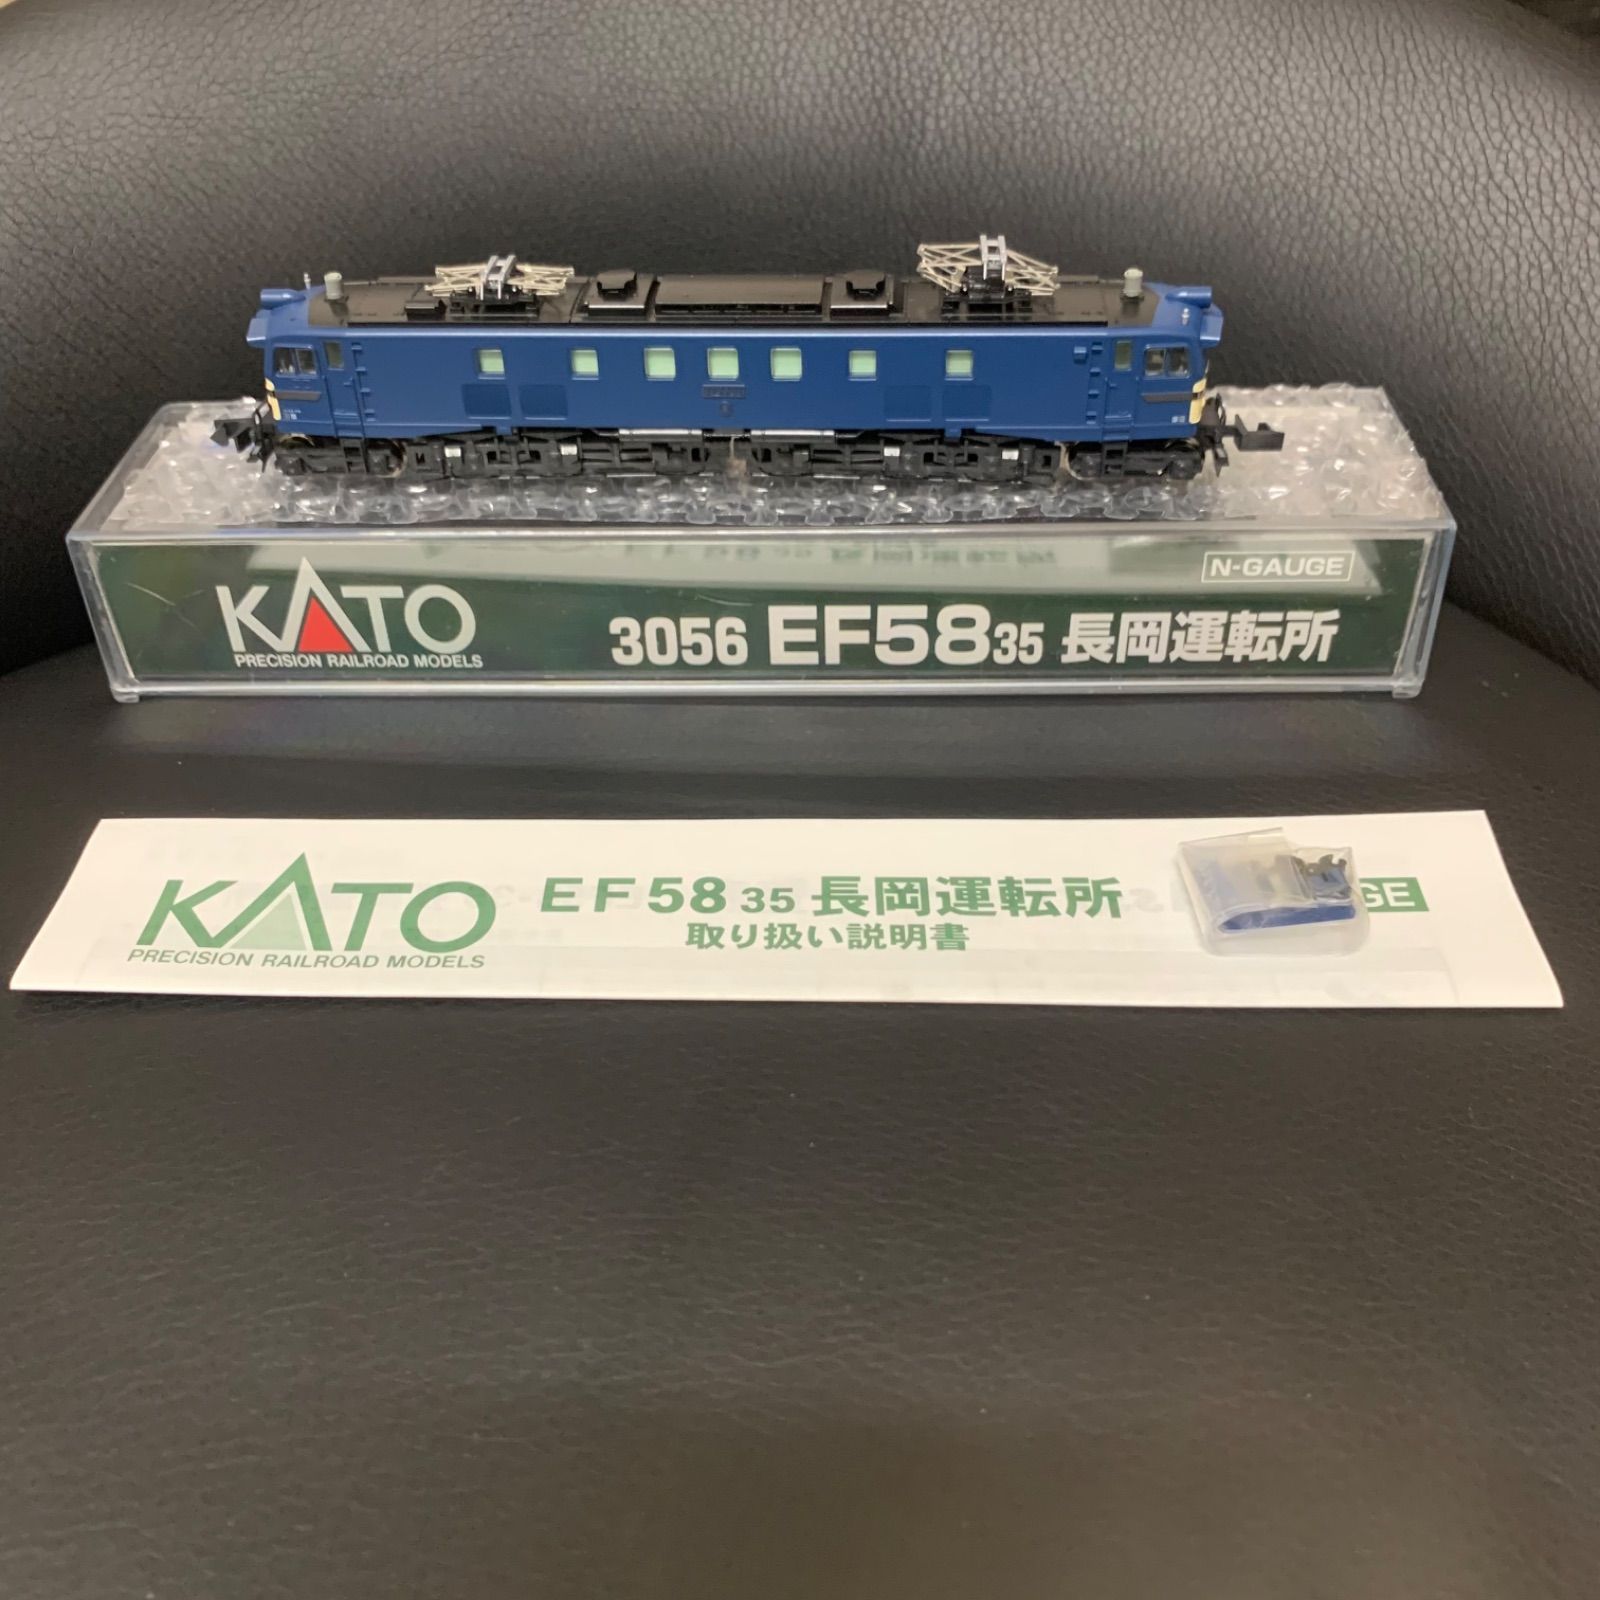 N-GAUGE
KATO
PRECISION RAILROAD MODELS
3056 EF58 35 長岡運転所
KATO
PRECISION RAILROAD MODELS
EF58 35 長岡運転所
取り扱い説明書
GE